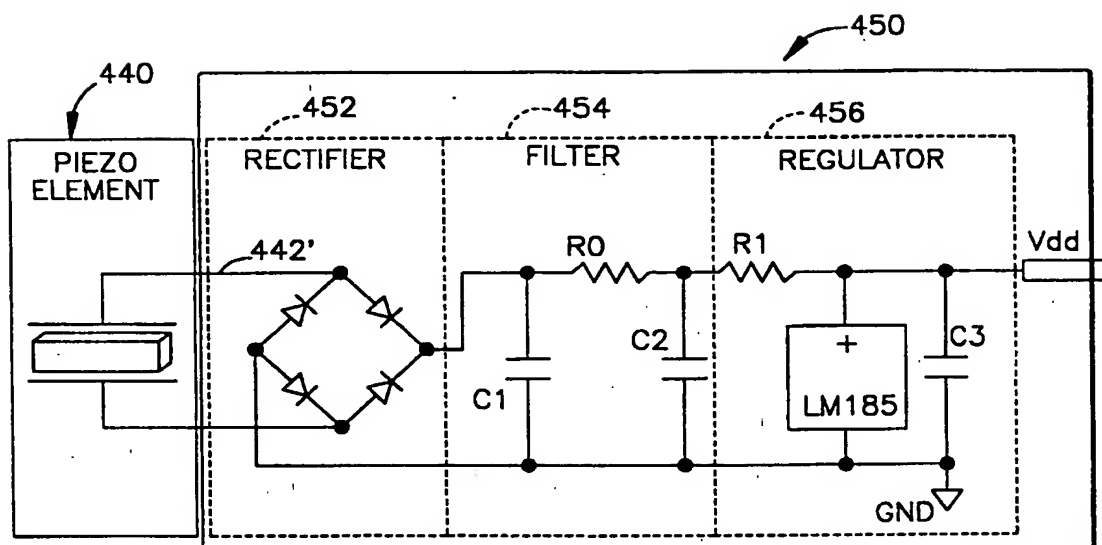 450
440
452
454
456
PIEZO
ELEMENT
RECTIFIER
FILTER
REGULATOR
442'
R0
R1
Vdd
C1
C2
+
LM185
C3
GND